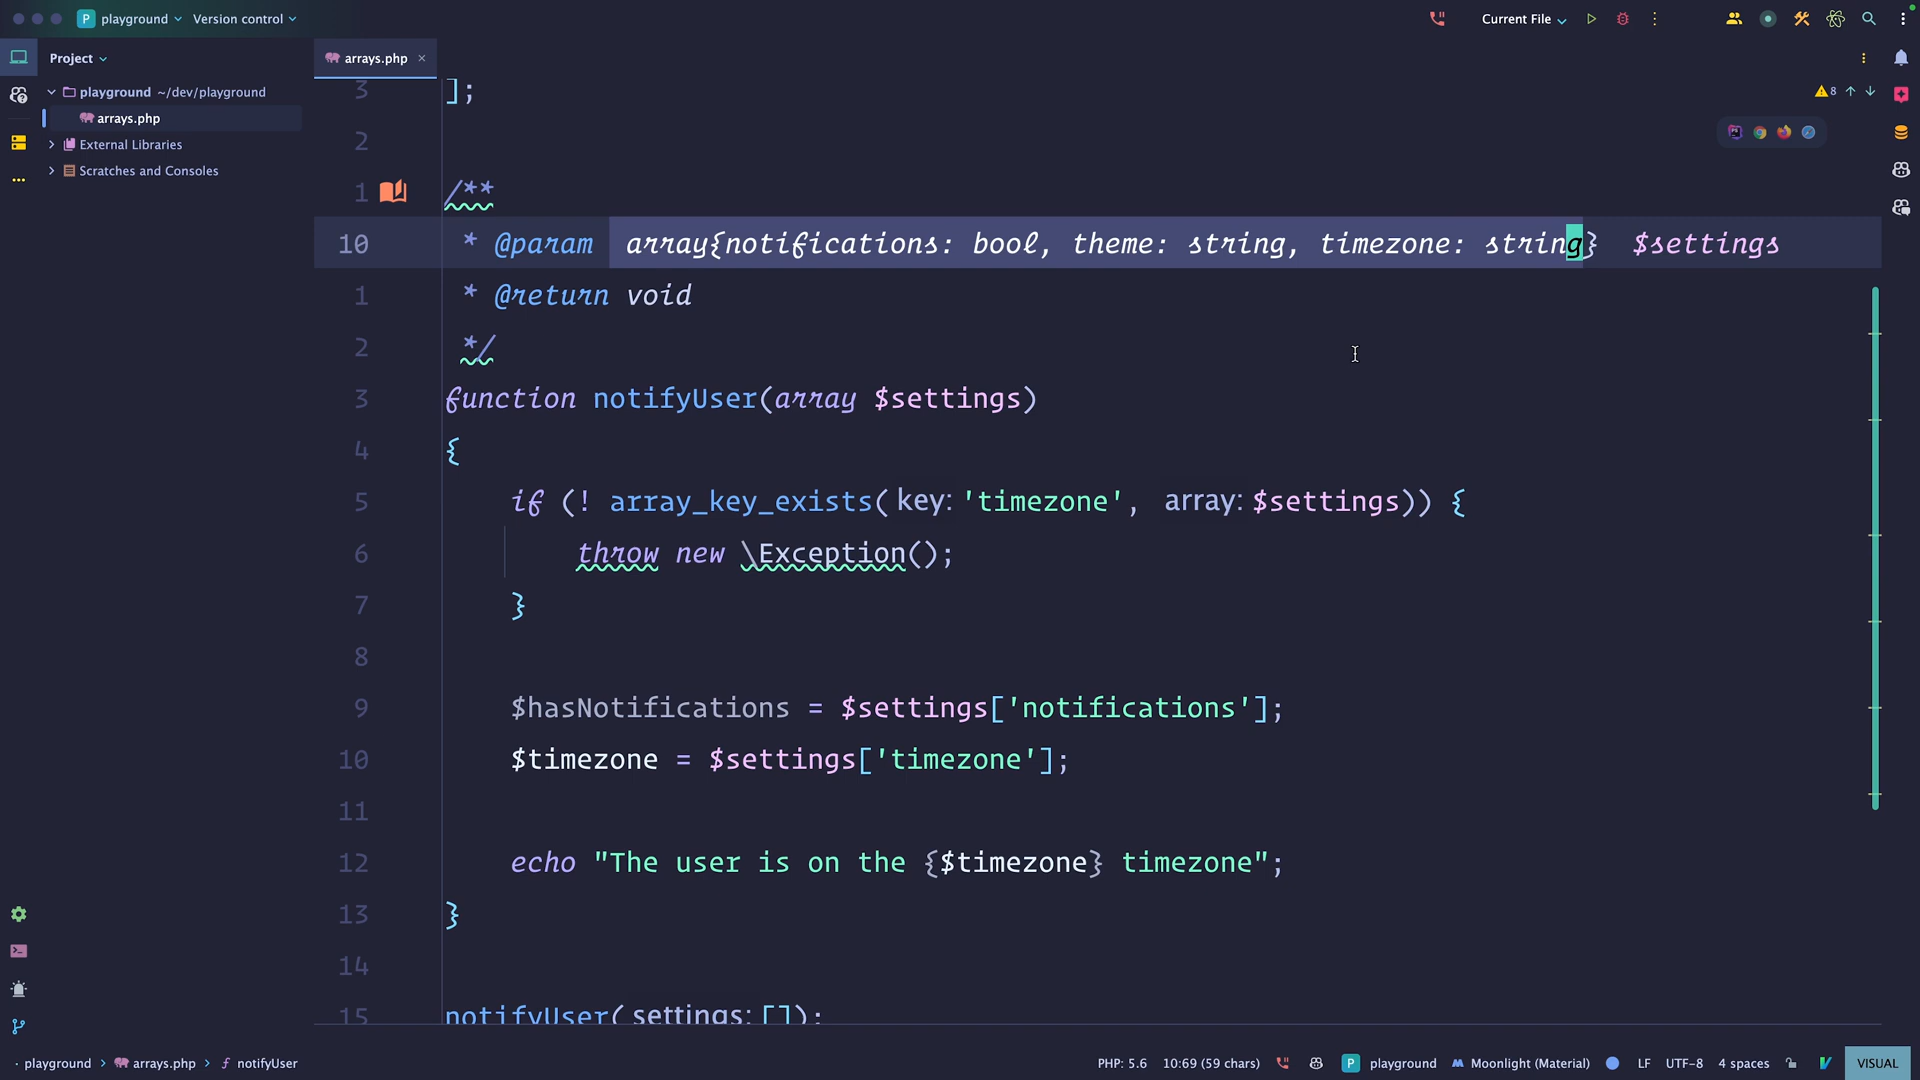 P playground Version control Current File
Project arrays.php
playground ~/dev/playground
arrays.php
External Libraries
Scratches and Consoles
8
3 ];
2
1 /**
10 * @param array{notifications: bool, theme: string, timezone: string} $settings
1 * @return void
2 */
3 function notifyUser(array $settings)
4 {
5 if (! array_key_exists( key: 'timezone', array: $settings)) {
6 throw new \Exception();
7 }
8
9 $hasNotifications = $settings['notifications'];
10 $timezone = $settings['timezone'];
11
12 echo "The user is on the {$timezone} timezone";
13 }
14
15 notifyUser( settings: []);
playground > arrays.php > f notifyUser PHP: 5.6 10:69 (59 chars) P playground Moonlight (Material) LF UTF-8 4 spaces VISUAL